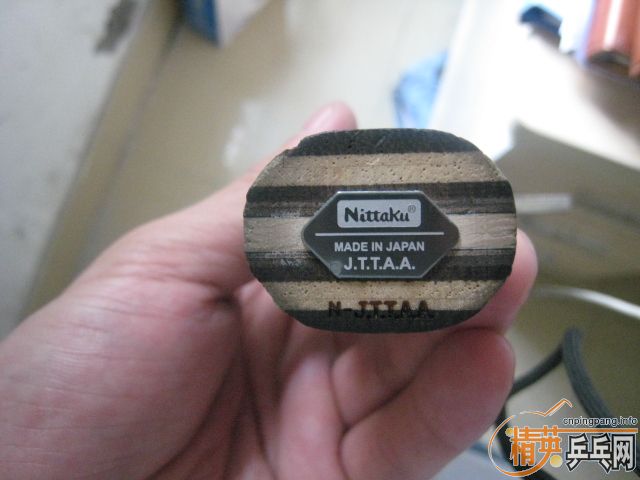 Nittaku®
MADE IN JAPAN
J.T.T.A.A.
N-J.T.T.A.A.
cnpingpang.info
精英乒乓网